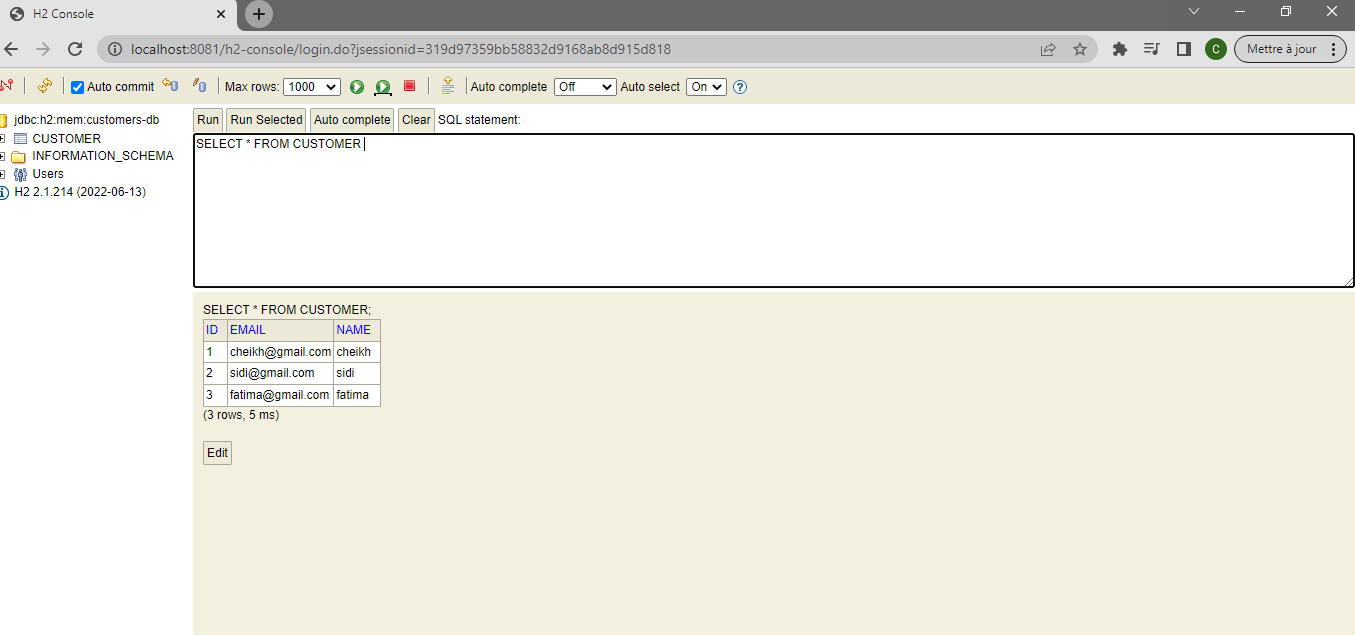 H2 Console
localhost:8081/h2-console/login.do?jsessionid=319d97359bb58832d9168ab8d915d818
C
Mettre à jour
Auto commit
Max rows: 1000
Auto complete Off
Auto select On
jdbc:h2:mem:customers-db
CUSTOMER
INFORMATION_SCHEMA
Users
H2 2.1.214 (2022-06-13)
Run Run Selected Auto complete Clear SQL statement:
SELECT * FROM CUSTOMER
SELECT * FROM CUSTOMER;
ID EMAIL NAME
1 cheikh@gmail.com cheikh
2 sidi@gmail.com sidi
3 fatima@gmail.com fatima
(3 rows, 5 ms)
Edit